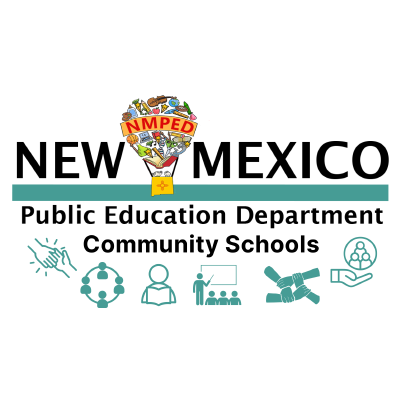 NMPED
NEW MEXICO
Public Education Department
Community Schools